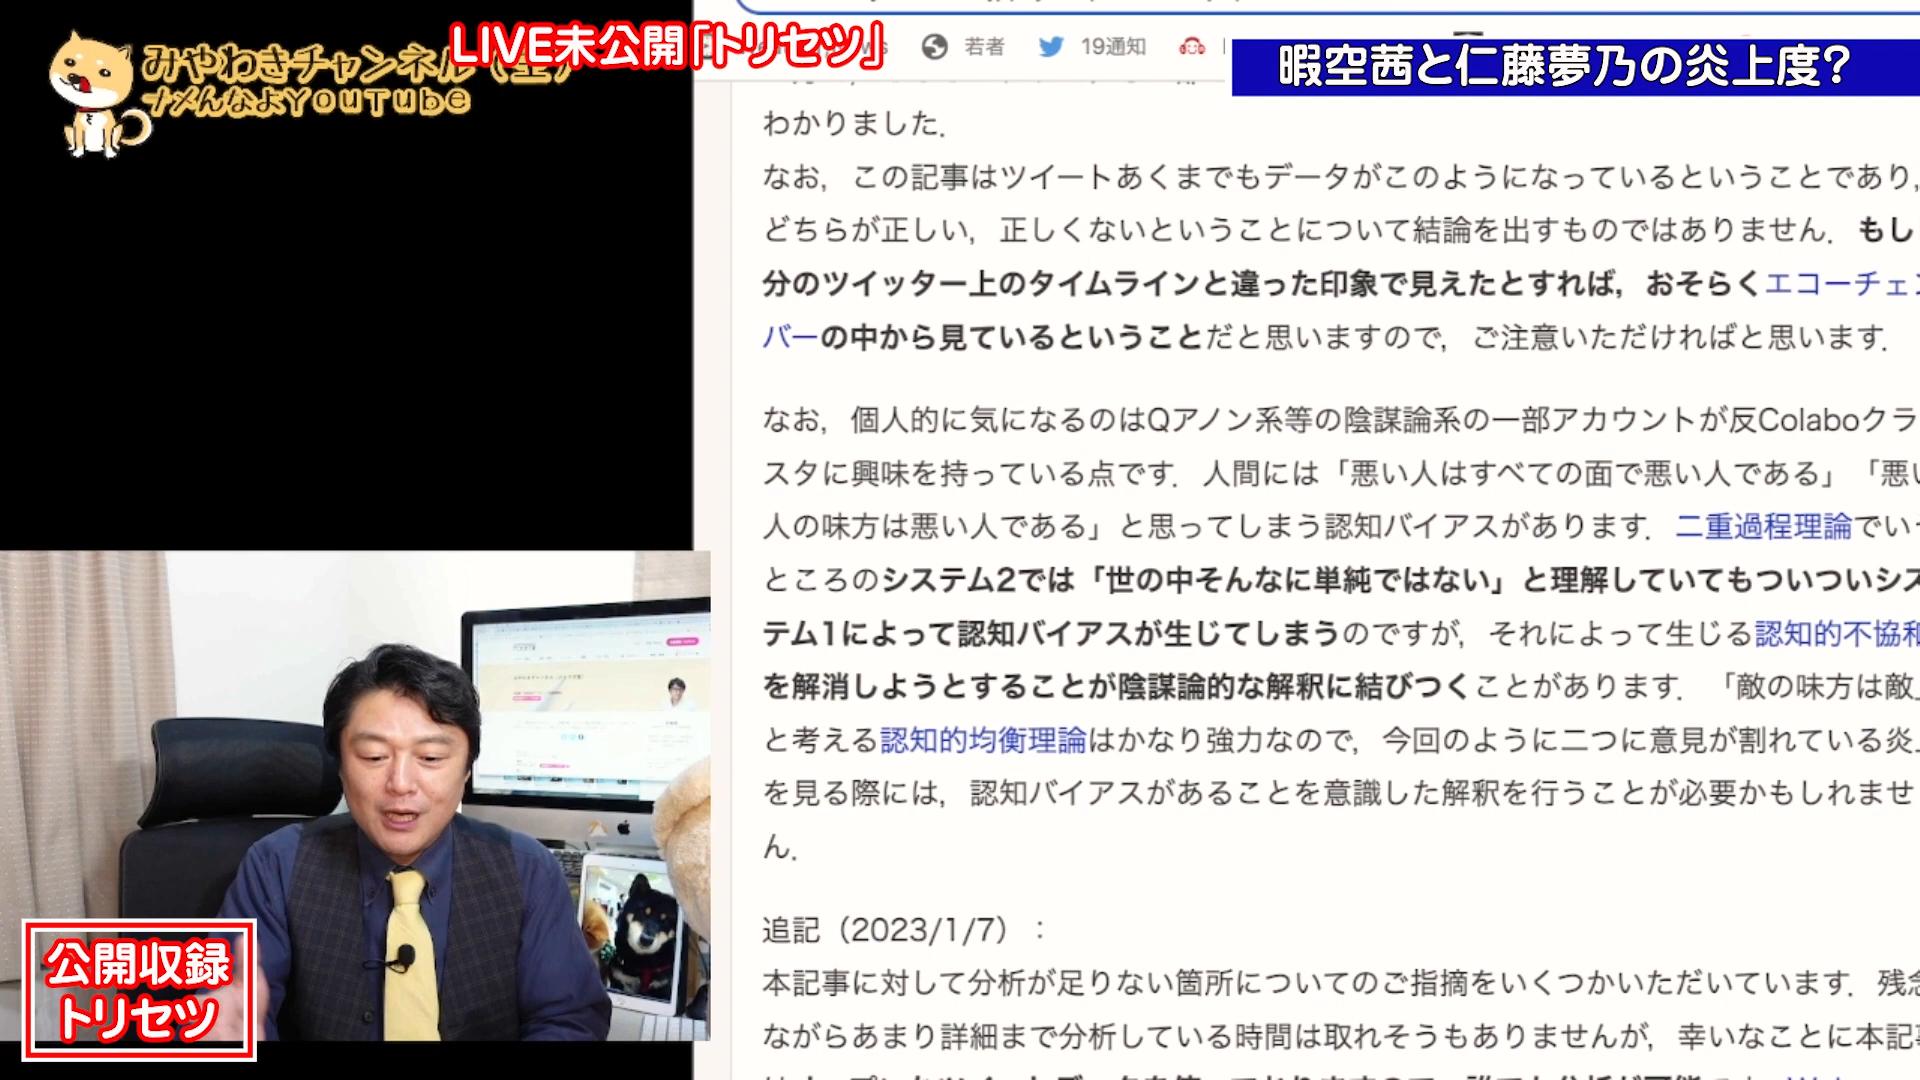 LIVE未公開「トリセツ」
みやわきチャンネル
ナメんなよYouTube
若者
19通知
暇空茜と仁藤夢乃の炎上度?
わかりました.
なお, この記事はツイートあくまでもデータがこのようになっているということであり,
どちらが正しい, 正しくないということについて結論を出すものではありません. もし
分のツイッター上のタイムラインと違った印象で見えたとすれば, おそらくエコーチェン
バーの中から見ているということだと思いますので, ご注意いただければと思います.
なお, 個人的に気になるのはQアノン系等の陰謀論系の一部アカウントが反Colaboクラ
スタに興味を持っている点です. 人間には「悪い人はすべての面で悪い人である」「悪い
人の味方は悪い人である」と思ってしまう認知バイアスがあります. 二重過程理論でいう
ところのシステム2では「世の中そんなに単純ではない」と理解していてもついついシス
テム1によって認知バイアスが生じてしまうのですが, それによって生じる認知的不協和
を解消しようとすることが陰謀論的な解釈に結びつくことがあります. 「敵の味方は敵」
と考える認知的均衡理論はかなり強力なので, 今回のように二つに意見が割れている炎上
を見る際には, 認知バイアスがあることを意識した解釈を行うことが必要かもしれませ
ん.
追記（2023/1/7）：
本記事に対して分析が足りない箇所についてのご指摘をいくつかいただいています. 残念
ながらあまり詳細まで分析している時間は取れそうもありませんが, 幸いなことに本記事
公開収録
トリセツ